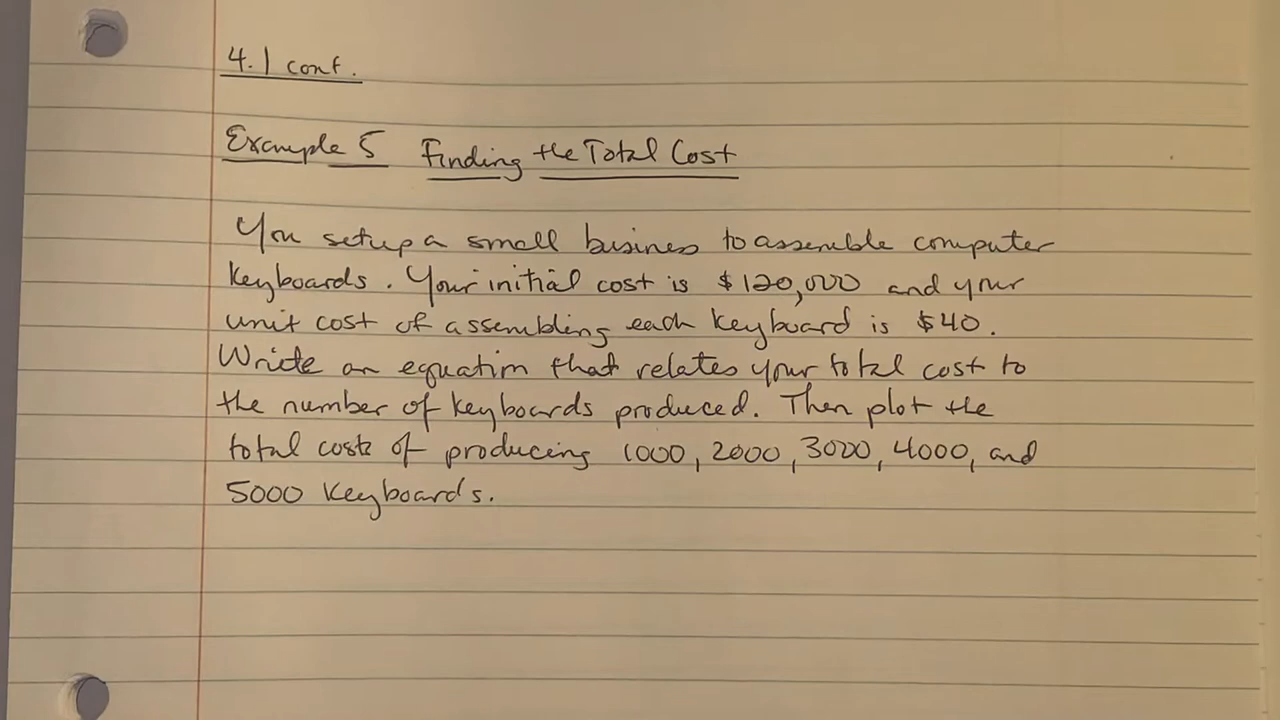 4.1 cont.
Example 5 Finding the Total Cost
You setup a small business to assemble computer
keyboards. Your initial cost is $120,000 and your
unit cost of assembling each keyboard is $40.
Write an equation that relates your total cost to
the number of keyboards produced. Then plot the
total costs of producing 1000, 2000, 3000, 4000, and
5000 keyboards.